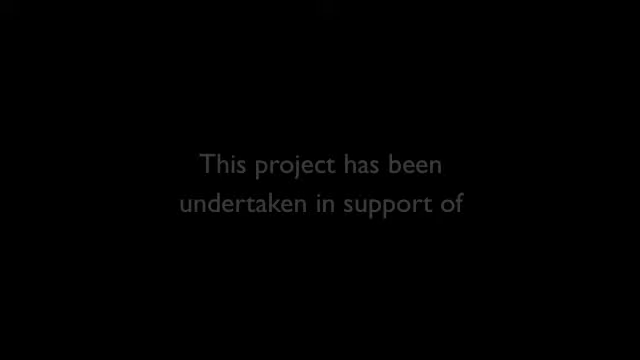 This project has been
undertaken in support of